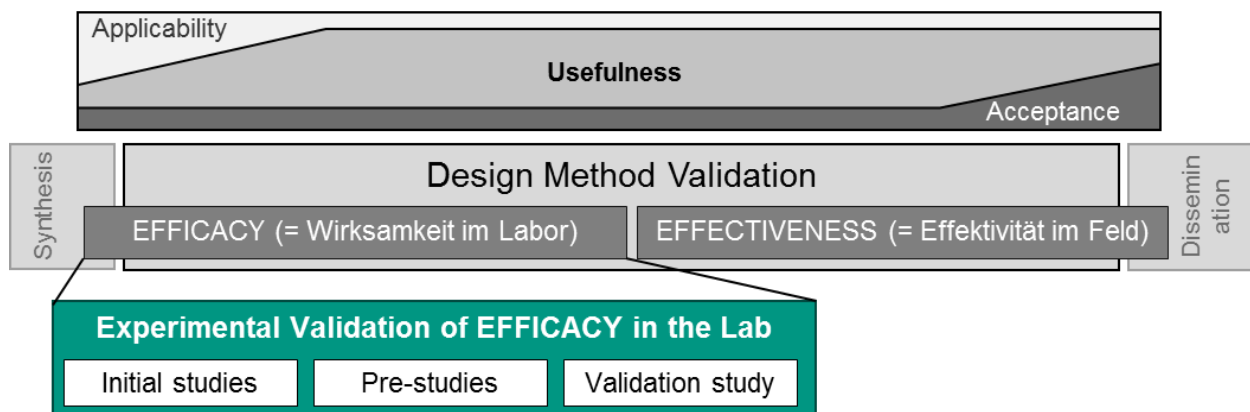 Applicability
Usefulness
Acceptance
Synthesis
Design Method Validation
Dissemin
ation
EFFICACY (= Wirksamkeit im Labor)
EFFECTIVENESS (= Effektivität im Feld)
Experimental Validation of EFFICACY in the Lab
Initial studies
Pre-studies
Validation study